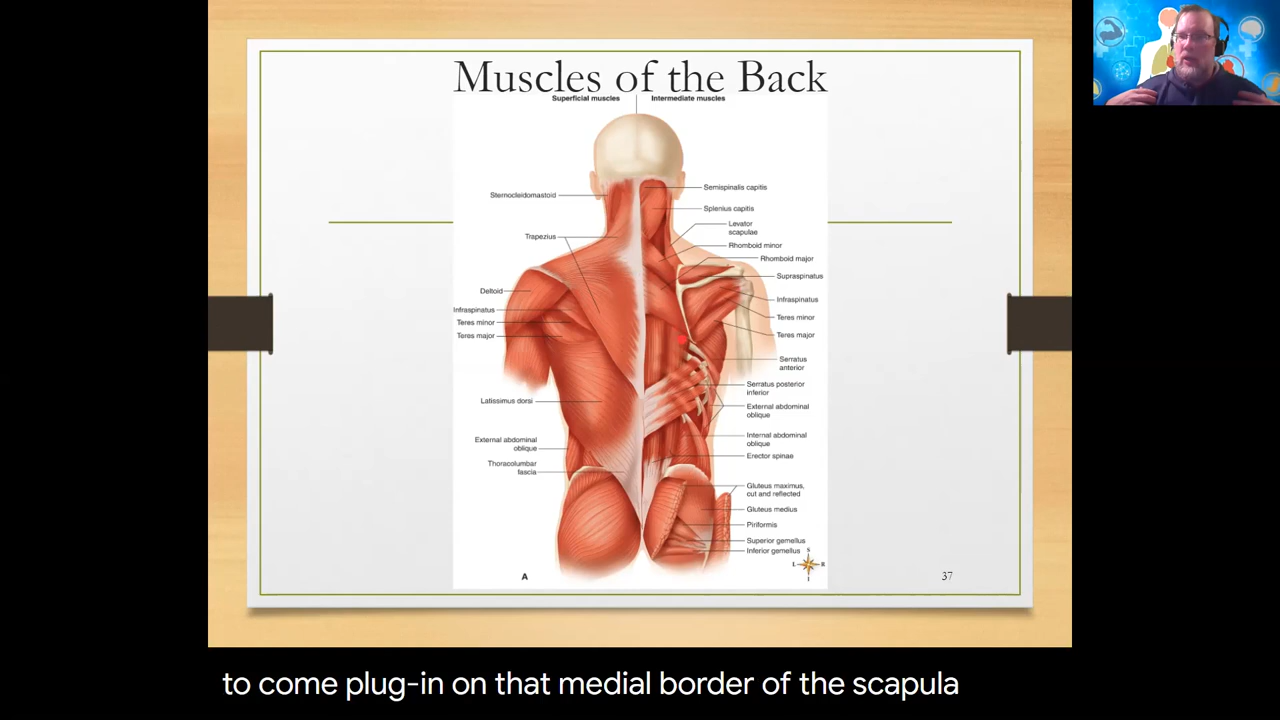 Muscles of the Back
Superficial muscles
Intermediate muscles
Sternocleidomastoid
Trapezius
Deltoid
Infraspinatus
Teres minor
Teres major
Latissimus dorsi
External abdominal
oblique
Thoracolumbar
fascia
Semispinalis capitis
Splenius capitis
Levator
scapulae
Rhomboid minor
Rhomboid major
Supraspinatus
Infraspinatus
Teres minor
Teres major
Serratus
anterior
Serratus posterior
inferior
External abdominal
oblique
Internal abdominal
oblique
Erector spinae
Gluteus maximus,
cut and reflected
Gluteus medius
Piriformis
Superior gemellus
Inferior gemellus
S
L R
I
A
37
to come plug-in on that medial border of the scapula